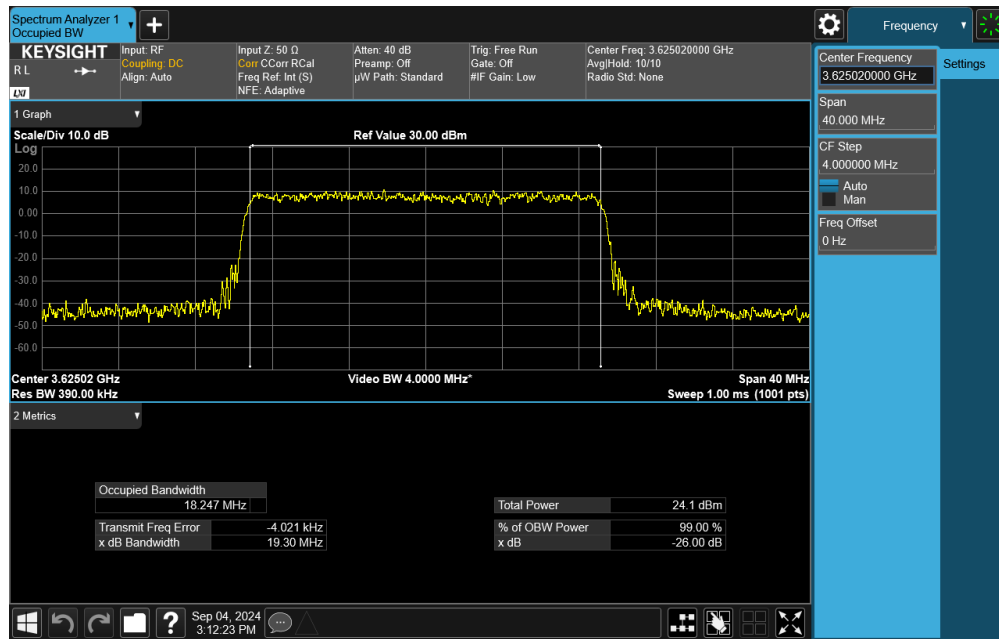 Spectrum Analyzer 1
Occupied BW
Frequency
KEYSIGHT
R L
LXI
Input: RF
Coupling: DC
Align: Auto
Input Z: 50 Ω
Corr CCorr RCal
Freq Ref: Int (S)
NFE: Adaptive
Atten: 40 dB
Preamp: Off
µW Path: Standard
Trig: Free Run
Gate: Off
#IF Gain: Low
Center Freq: 3.625020000 GHz
Avg|Hold: 10/10
Radio Std: None
Center Frequency
3.625020000 GHz
Settings
Span
40.000 MHz
CF Step
4.000000 MHz
Auto
Man
Freq Offset
0 Hz
1 Graph
Scale/Div 10.0 dB
Ref Value 30.00 dBm
Log
20.0
10.0
0.00
-10.0
-20.0
-30.0
-40.0
-50.0
-60.0
Center 3.62502 GHz
Video BW 4.0000 MHz*
Span 40 MHz
Res BW 390.00 kHz
Sweep 1.00 ms (1001 pts)
2 Metrics
Occupied Bandwidth
18.247 MHz
Total Power 24.1 dBm
Transmit Freq Error -4.021 kHz
% of OBW Power 99.00 %
x dB Bandwidth 19.30 MHz
x dB -26.00 dB
Sep 04, 2024
3:12:23 PM